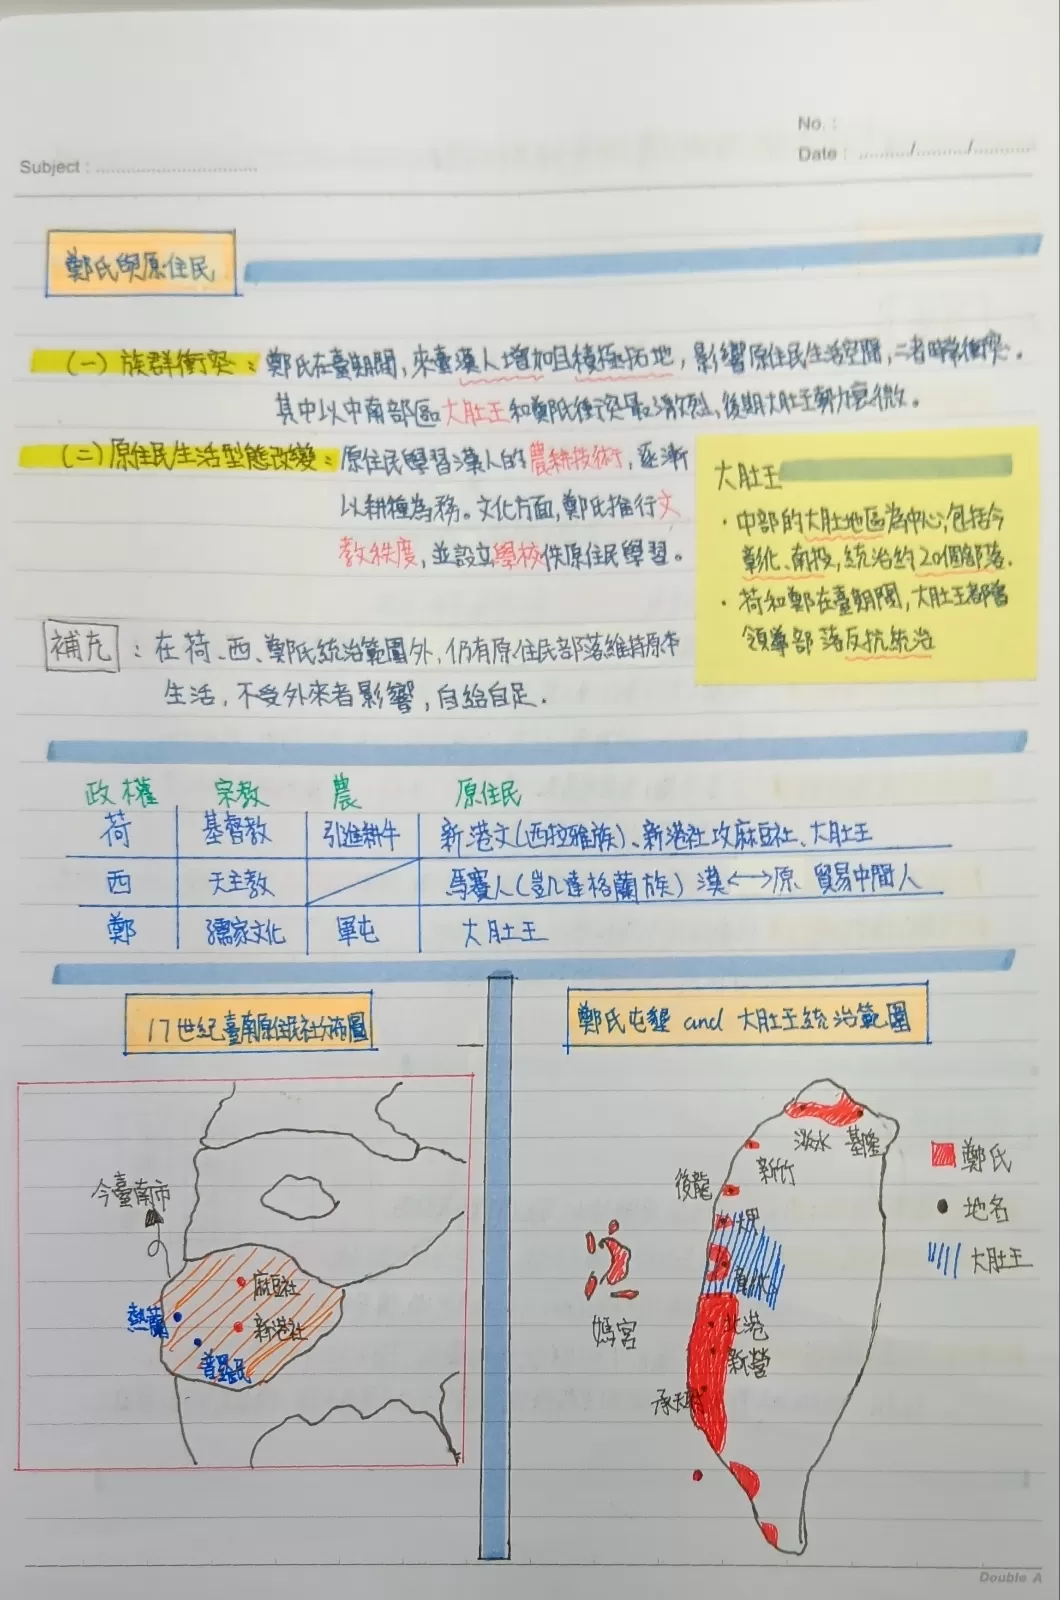 No. :
Subject : Date : / /
鄭氏與原住民
(一) 族群衝突：鄭氏在臺期間，來臺漢人增加且積極拓地，影響原住民生活空間，二者時常衝突。
其中以中南部區大肚王和鄭氏衝突最激烈，後期大肚王朝方衰微。
(二) 原住民生活型態改變：原住民學習漢人的農耕技術，逐漸
以耕種為務。文化方面，鄭氏推行文
教秩度，並設立學校供原住民學習。
大肚王
・中部的大肚地區為中心，包括今
彰化、南投，統治約20個部落.
・荷和鄭在臺期間，大肚王都曾
領導部落反抗統治
補充：在荷、西、鄭氏統治範圍外，仍有原住民部落維持原本
生活，不受外來者影響，自給自足.
政權 宗教 農 原住民
荷 基督教 引進耕牛 新港文(西拉雅族)、新港社攻麻豆社、大肚王
西 天主教 馬賽人(凱達格蘭族) 漢⟷原 貿易中間人
鄭 儒家文化 軍屯 大肚王
17世紀臺南原住民社分佈圖
今臺南市
麻豆社
熱蘭
新港社
普羅民
鄭氏屯墾 and 大肚王統治範圍
淡水 基隆
新竹
後龍
大甲
媽宮
北港
新營
承天府
鄭氏
地名
大肚王
Double A